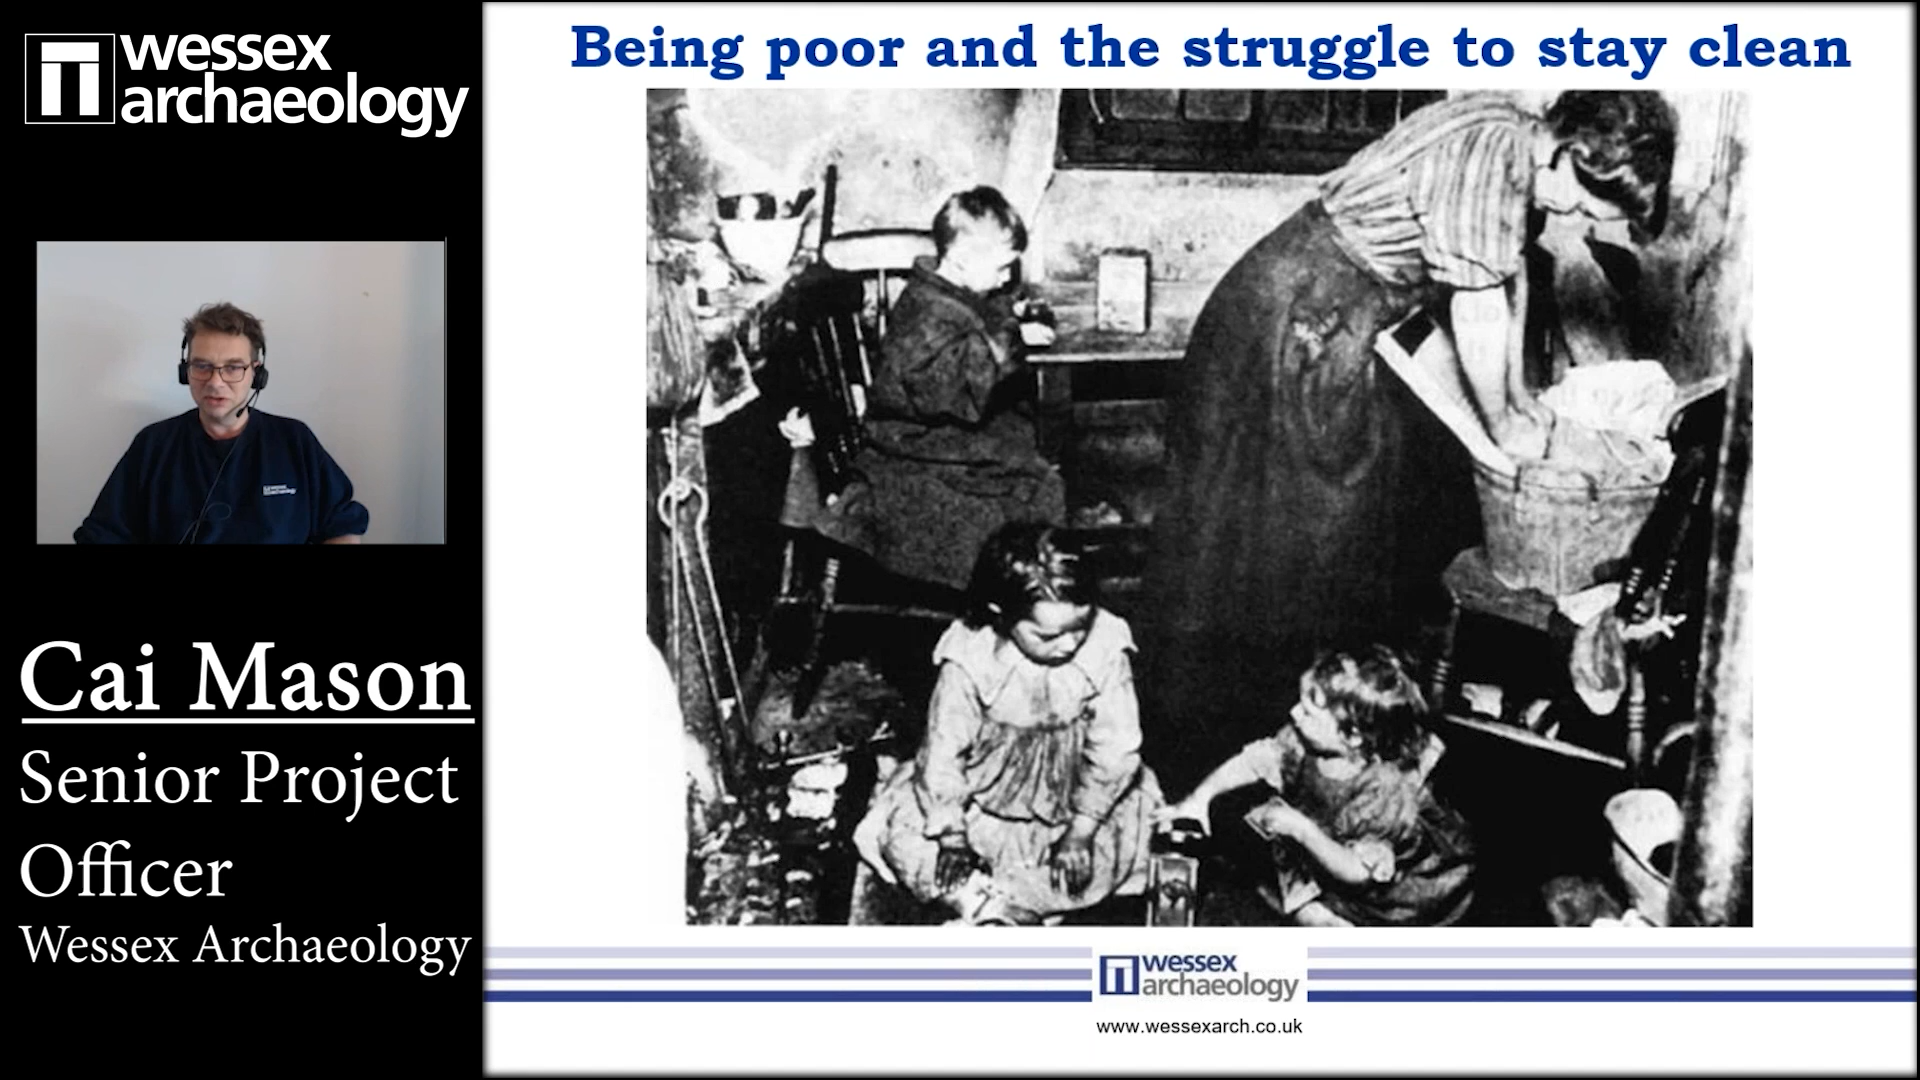 wessex
archaeology
Cai Mason
Senior Project
Officer
Wessex Archaeology
Being poor and the struggle to stay clean
wessex
archaeology
www.wessexarch.co.uk